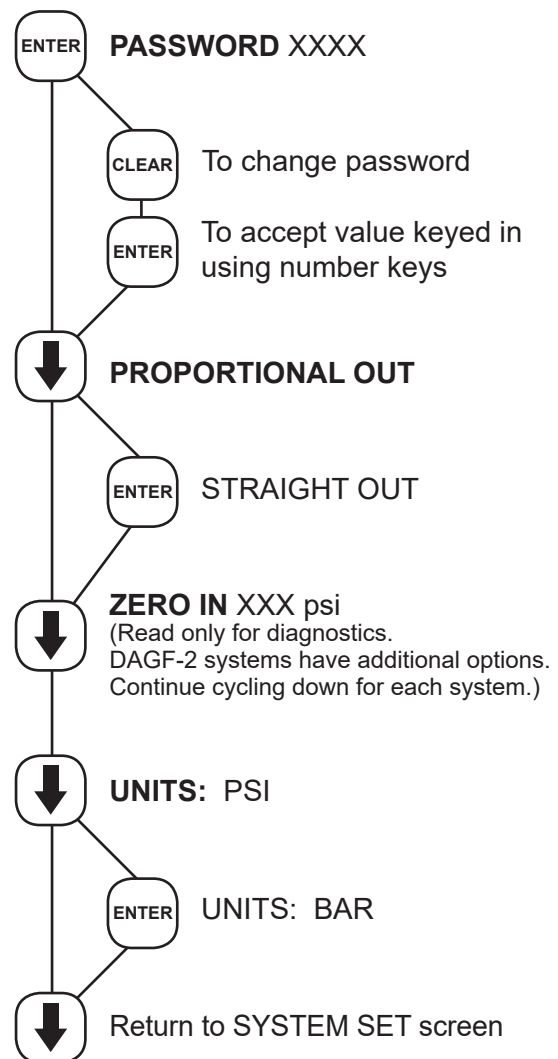 ENTER PASSWORD XXXX
CLEAR To change password
ENTER To accept value keyed in
using number keys
PROPORTIONAL OUT
ENTER STRAIGHT OUT
ZERO IN XXX psi
(Read only for diagnostics.
DAGF-2 systems have additional options.
Continue cycling down for each system.)
UNITS: PSI
ENTER UNITS: BAR
Return to SYSTEM SET screen